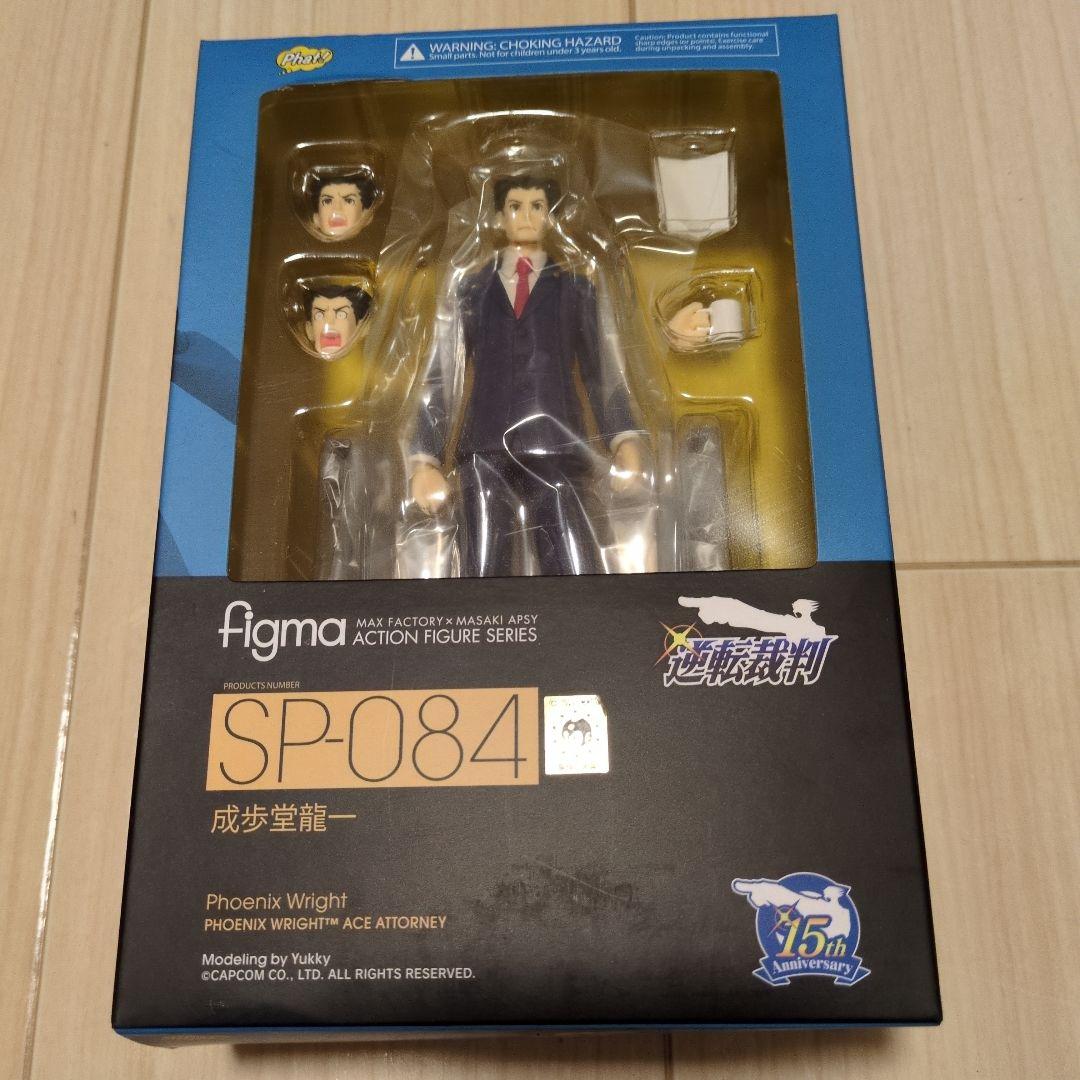 Phat!
WARNING: CHOKING HAZARD
Small parts. Not for children under 3 years old.
Caution: Product contains functional
sharp edges (or points). Exercise care
during unpacking and assembly.
figma
MAX FACTORY × MASAKI APSY
ACTION FIGURE SERIES
逆転裁判
PRODUCTS NUMBER
SP-084
成歩堂龍一
Phoenix Wright
PHOENIX WRIGHT™ ACE ATTORNEY
15th
Anniversary
Modeling by Yukky
©CAPCOM CO., LTD. ALL RIGHTS RESERVED.